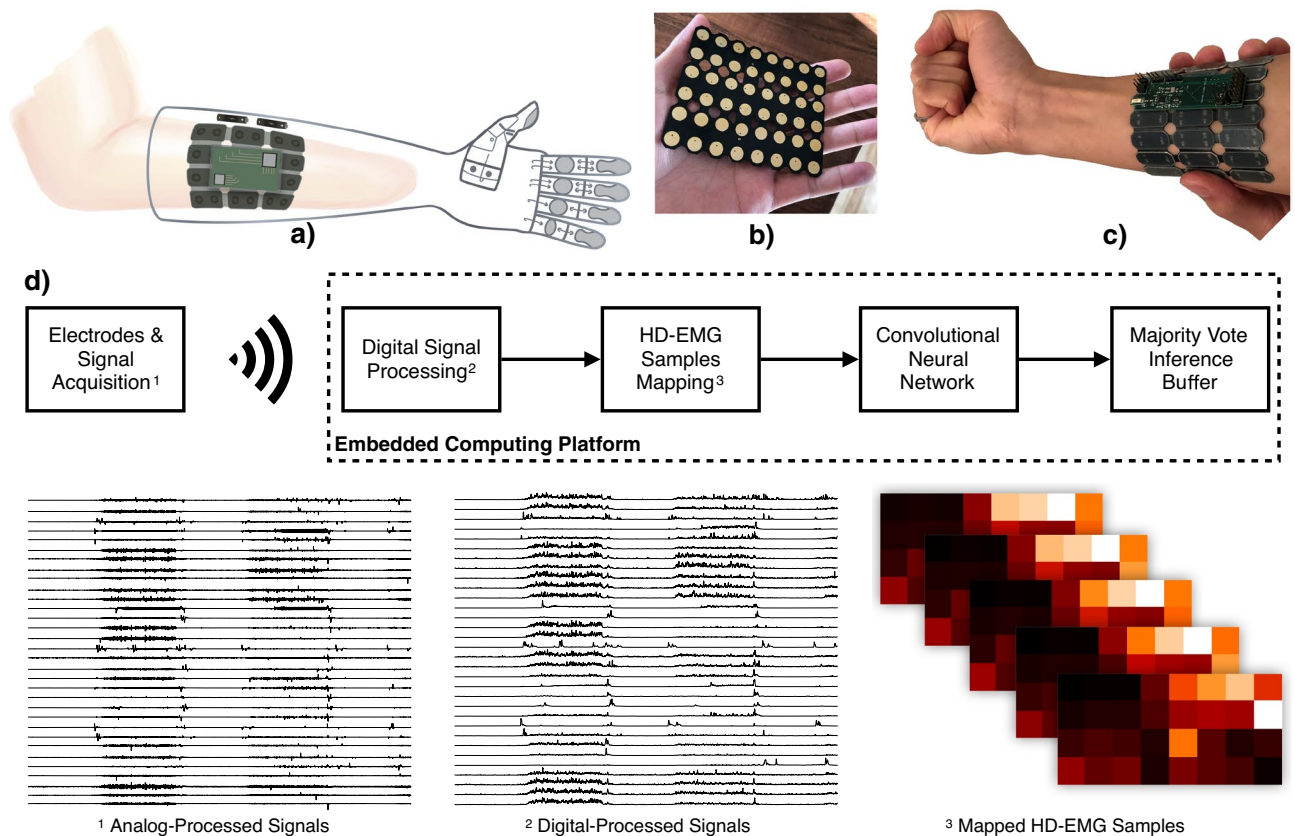 a)
b)
c)
d)
Electrodes &
Signal
Acquisition¹
Digital Signal
Processing²
HD-EMG
Samples
Mapping³
Convolutional
Neural
Network
Majority Vote
Inference
Buffer
Embedded Computing Platform
¹ Analog-Processed Signals
² Digital-Processed Signals
³ Mapped HD-EMG Samples